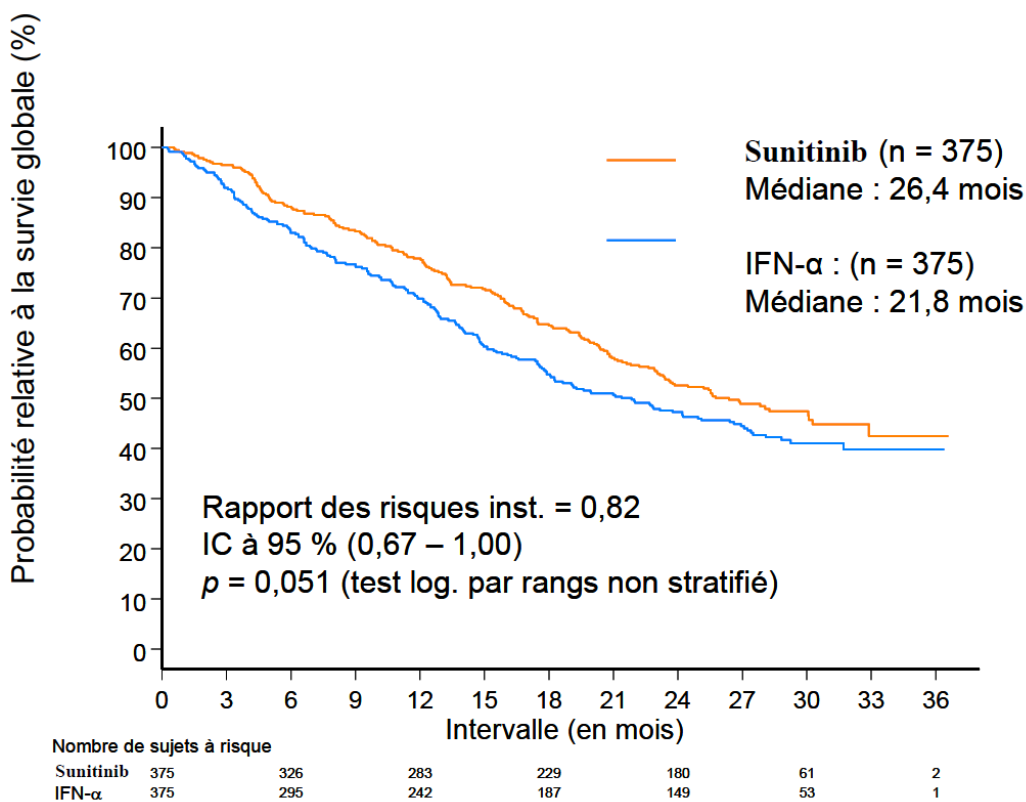 Probabilité relative à la survie globale (%)
100
90
80
70
60
50
40
30
20
10
0
Sunitinib (n = 375)
Médiane : 26,4 mois
IFN-α : (n = 375)
Médiane : 21,8 mois
Rapport des risques inst. = 0,82
IC à 95 % (0,67 – 1,00)
p = 0,051 (test log. par rangs non stratifié)
0 3 6 9 12 15 18 21 24 27 30 33 36
Intervalle (en mois)
Nombre de sujets à risque
Sunitinib 375 326 283 229 180 61 2
IFN-α 375 295 242 187 149 53 1